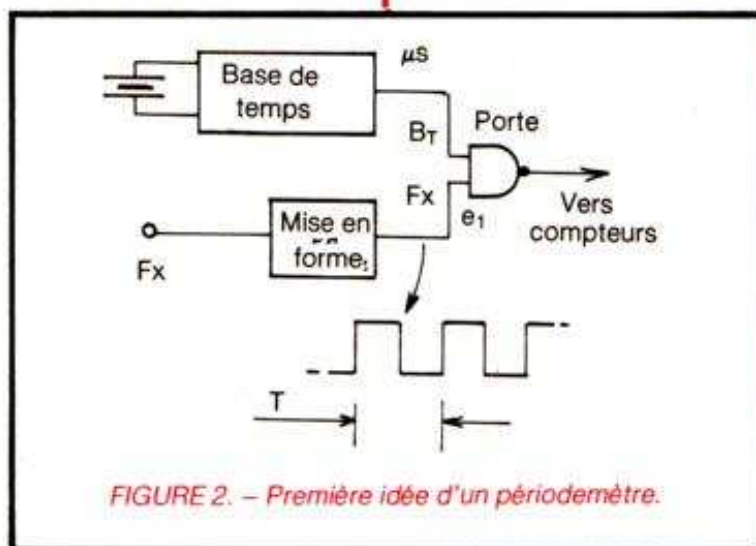 μs
Base de
temps
Porte
BT
Fx
e1
Mise en
forme
Vers
compteurs
Fx
T
FIGURE 2. – Première idée d'un périodemètre.